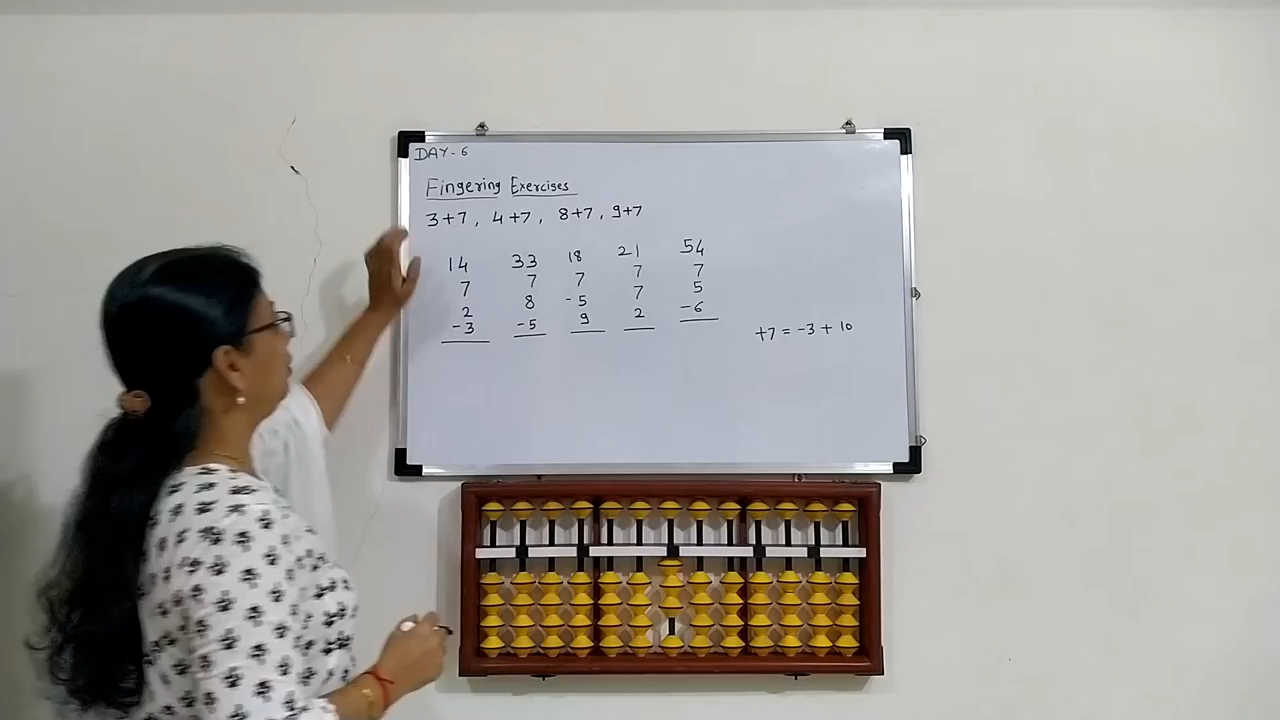 DAY-6
Fingering Exercises
3+7, 4+7, 8+7, 9+7
14 33 18 21 54
7 7 7 7 7
2 8 -5 7 5
-3 -5 9 2 -6
+7 = -3 + 10